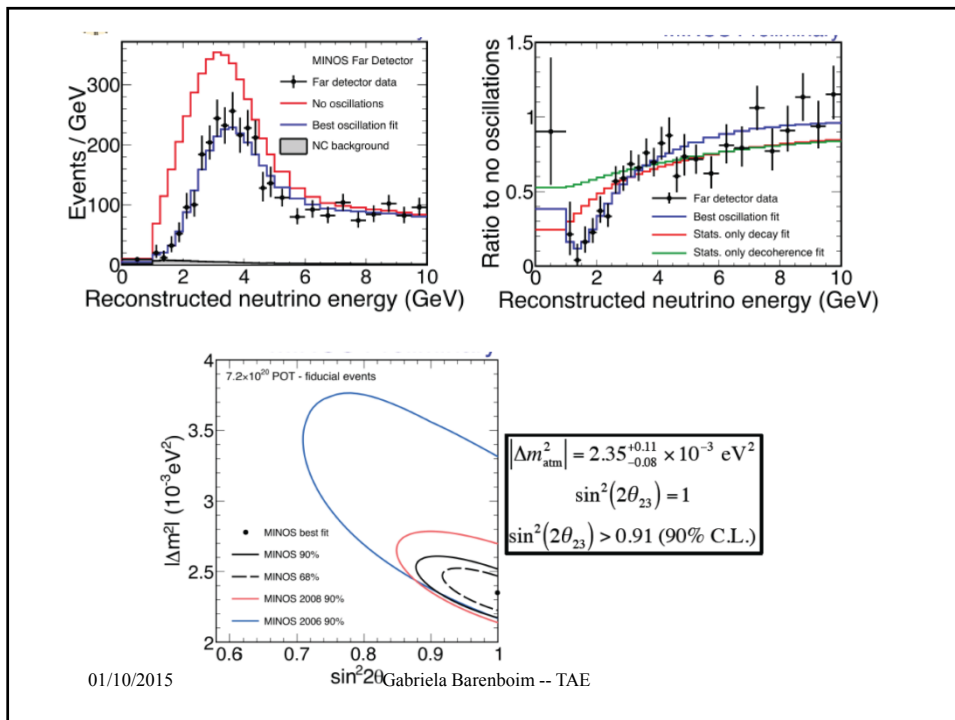 MINOS Far Detector
Far detector data
No oscillations
Best oscillation fit
NC background
Events / GeV
300
200
100
0
0 2 4 6 8 10
Reconstructed neutrino energy (GeV)
Ratio to no oscillations
1.5
1
0.5
0
Far detector data
Best oscillation fit
Stats. only decay fit
Stats. only decoherence fit
0 2 4 6 8 10
Reconstructed neutrino energy (GeV)
7.2×10²⁰ POT - fiducial events
|Δm²| (10⁻³eV²)
4
3.5
3
2.5
2
MINOS best fit
MINOS 90%
MINOS 68%
MINOS 2008 90%
MINOS 2006 90%
0.6 0.7 0.8 0.9 1
sin²2θ
|Δm²atm| = 2.35 +0.11 −0.08 × 10⁻³ eV²
sin²(2θ₂₃) = 1
sin²(2θ₂₃) > 0.91 (90% C.L.)
01/10/2015
Gabriela Barenboim -- TAE